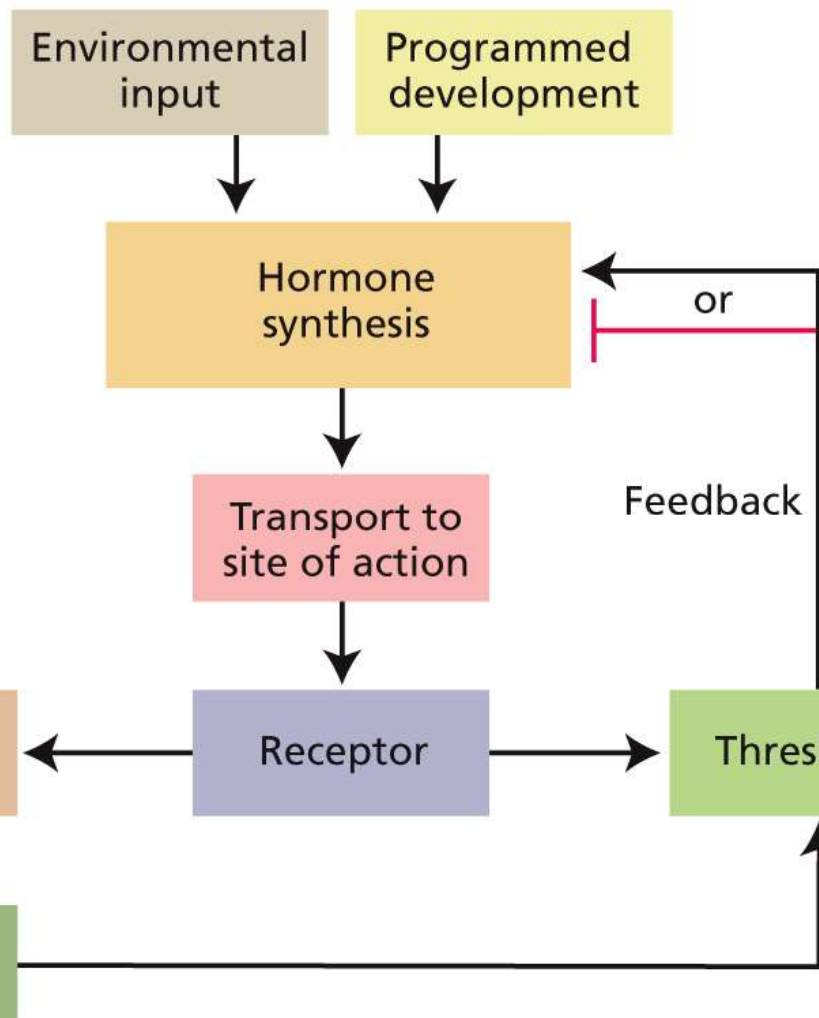 Environmental
input
Programmed
development
Hormone
synthesis
or
Transport to
site of action
Feedback
Receptor
Thres